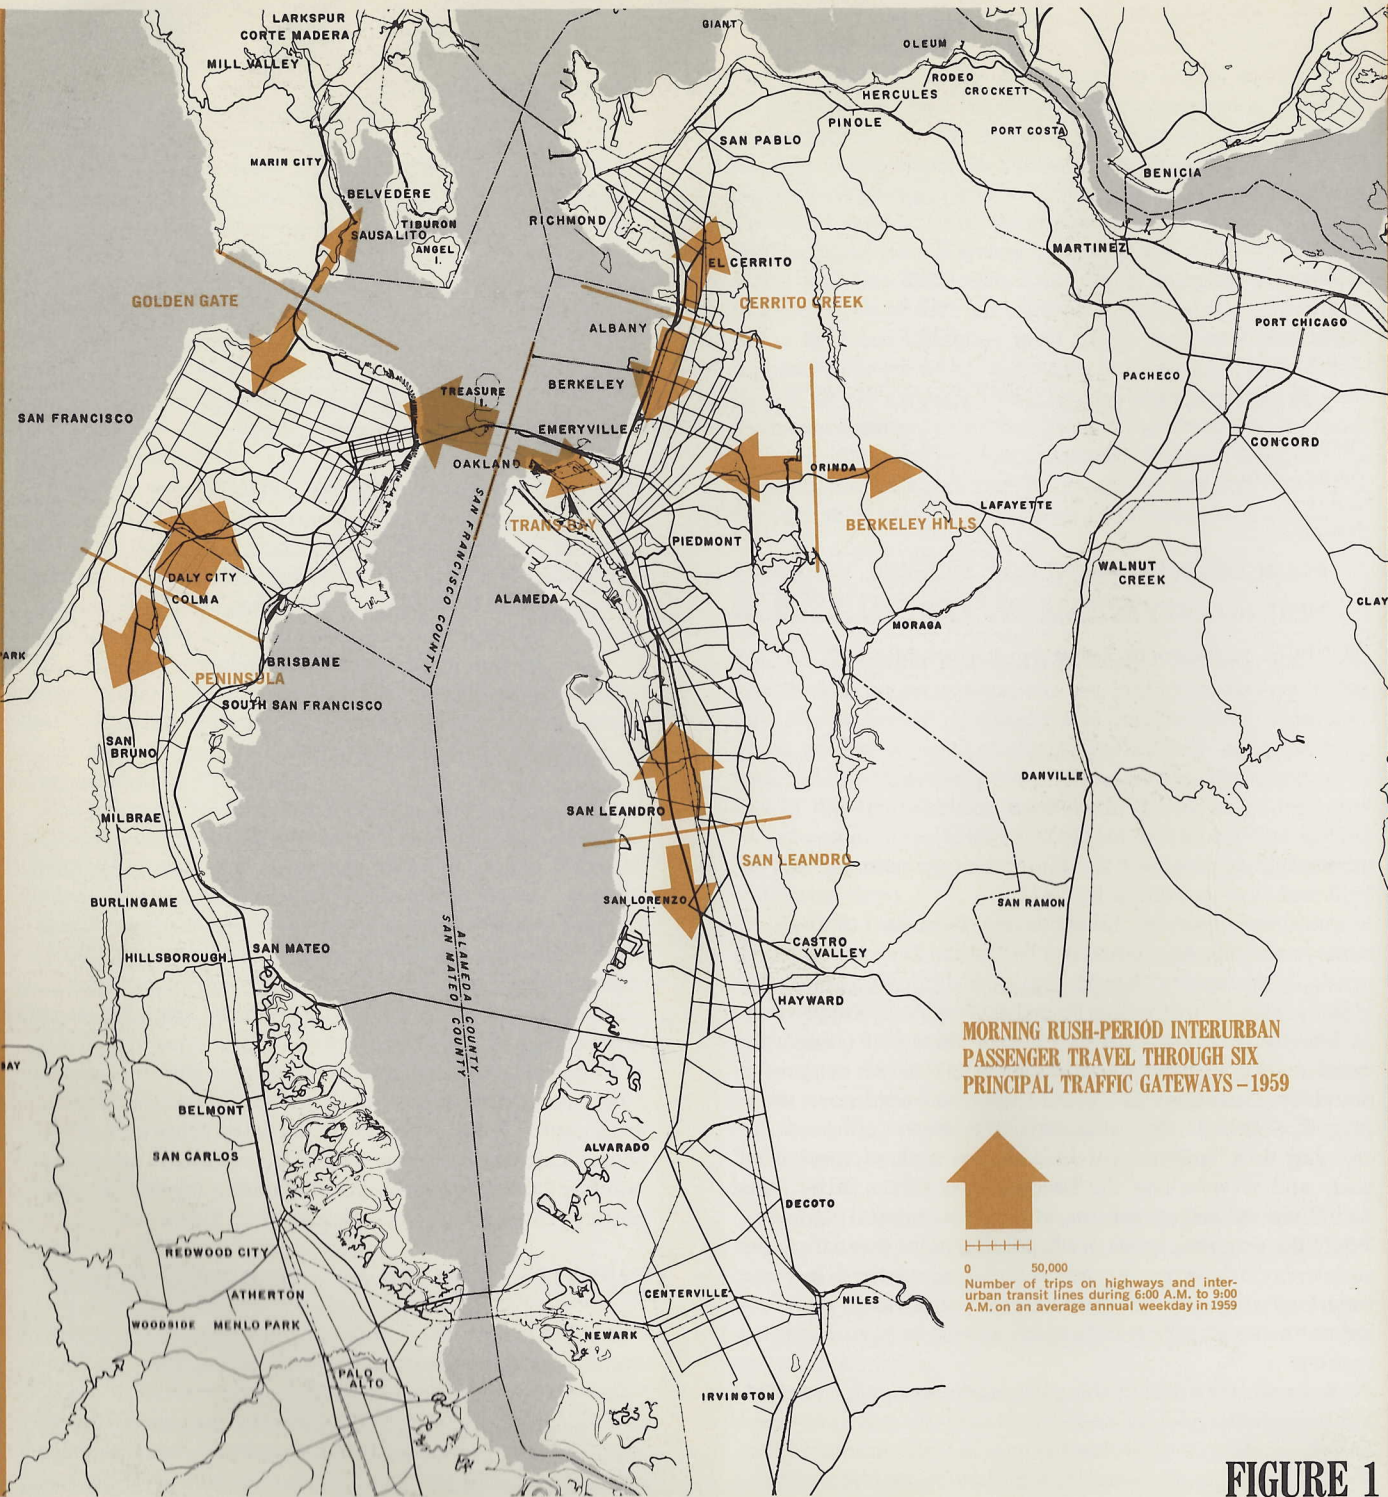 LARKSPUR
CORTE MADERA
MILL VALLEY
GIANT
OLEUM
RODEO
HERCULES
CROCKETT
PINOLE
PORT COSTA
SAN PABLO
MARIN CITY
BENICIA
BELVEDERE
TIBURON
SAUSALITO
ANGEL
I.
RICHMOND
MARTINEZ
EL CERRITO
GOLDEN GATE
CERRITO CREEK
ALBANY
PORT CHICAGO
PACHECO
BERKELEY
TREASURE
I.
SAN FRANCISCO
EMERYVILLE
CONCORD
OAKLAND
ORINDA
LAFAYETTE
SAN FRANCISCO COUNTY
TRANS-BAY
BERKELEY HILLS
PIEDMONT
WALNUT
CREEK
DALY CITY
COLMA
ALAMEDA
CLAY
MORAGA
ARK
BRISBANE
PENINSULA
SOUTH SAN FRANCISCO
SAN
BRUNO
DANVILLE
MILBRAE
SAN LEANDRO
SAN LEANDRO
BURLINGAME
SAN LORENZO
SAN RAMON
HILLSBOROUGH
SAN MATEO
CASTRO
VALLEY
ALAMEDA COUNTY
SAN MATEO COUNTY
HAYWARD
MORNING RUSH-PERIOD INTERURBAN
PASSENGER TRAVEL THROUGH SIX
PRINCIPAL TRAFFIC GATEWAYS – 1959
BAY
BELMONT
SAN CARLOS
ALVARADO
DECOTO
REDWOOD CITY
0 50,000
Number of trips on highways and inter-
urban transit lines during 6:00 A.M. to 9:00
A.M. on an average annual weekday in 1959
ATHERTON
CENTERVILLE
NILES
WOODSIDE
MENLO PARK
NEWARK
PALO
ALTO
IRVINGTON
FIGURE 1